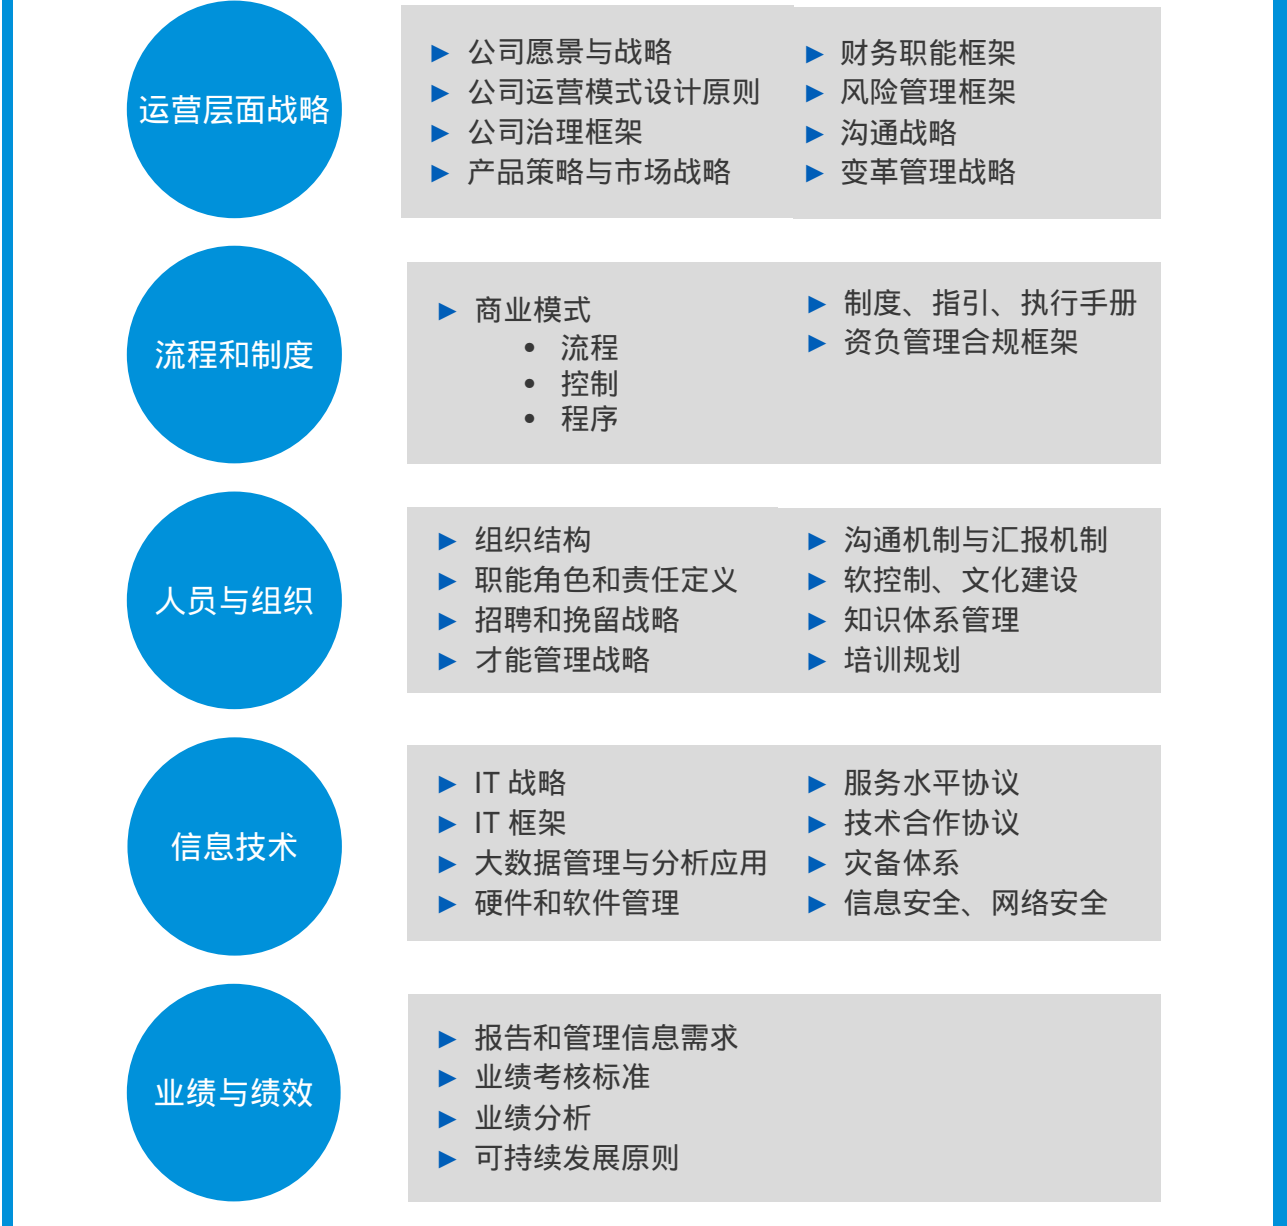 运营层面战略
► 公司愿景与战略
► 公司运营模式设计原则
► 公司治理框架
► 产品策略与市场战略
► 财务职能框架
► 风险管理框架
► 沟通战略
► 变革管理战略
流程和制度
► 商业模式
• 流程
• 控制
• 程序
► 制度、指引、执行手册
► 资负管理合规框架
人员与组织
► 组织结构
► 职能角色和责任定义
► 招聘和挽留战略
► 才能管理战略
► 沟通机制与汇报机制
► 软控制、文化建设
► 知识体系管理
► 培训规划
信息技术
► IT 战略
► IT 框架
► 大数据管理与分析应用
► 硬件和软件管理
► 服务水平协议
► 技术合作协议
► 灾备体系
► 信息安全、网络安全
业绩与绩效
► 报告和管理信息需求
► 业绩考核标准
► 业绩分析
► 可持续发展原则